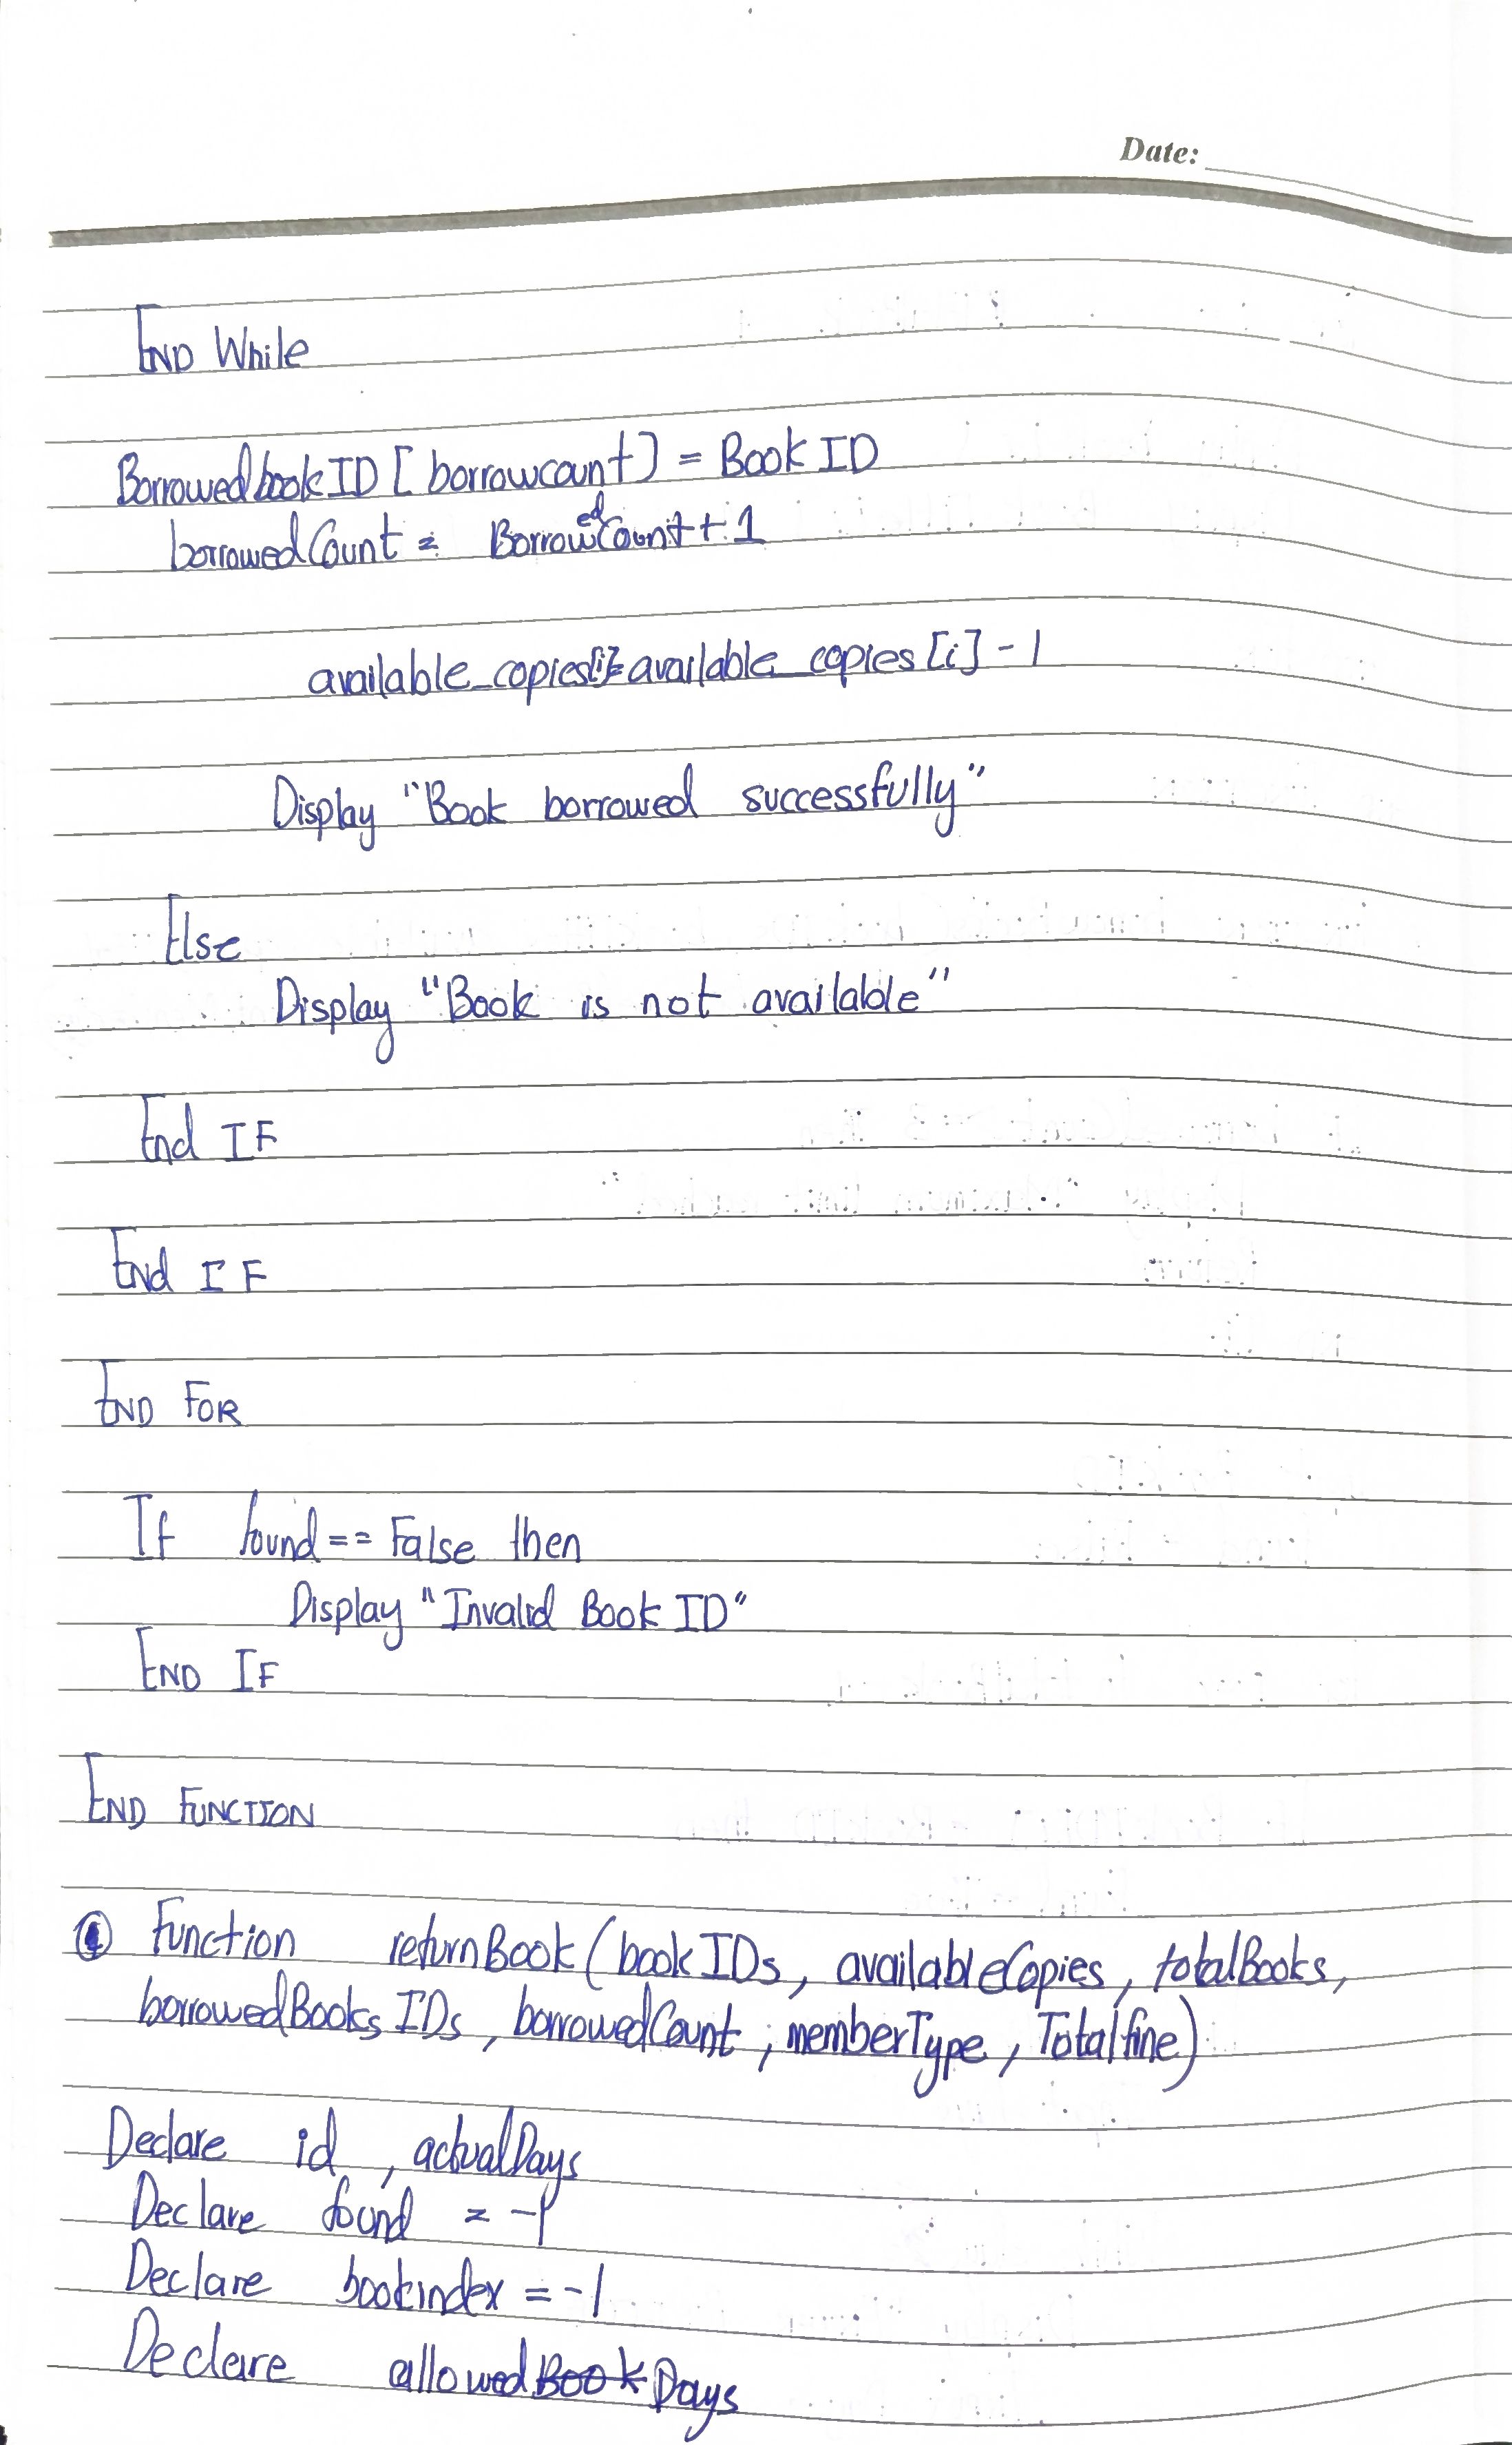 Date:
END While
BorrowedbookID [borrowcount] = Book ID
borrowedCount = BorrowedCount + 1
available_copies[i]=available_copies[i] - 1
Display "Book borrowed successfully"
Else
Display "Book is not available"
End IF
End IF
END FOR
If found == False then
Display "Invalid Book ID"
END IF
END FUNCTION
Function returnBook (bookIDs, availableCopies, totalBooks,
borrowedBooksIDs, borrowedCount, memberType, Totalfine)
Declare id, actualDays
Declare found = -1
Declare bookindex = -1
Declare allowedDays